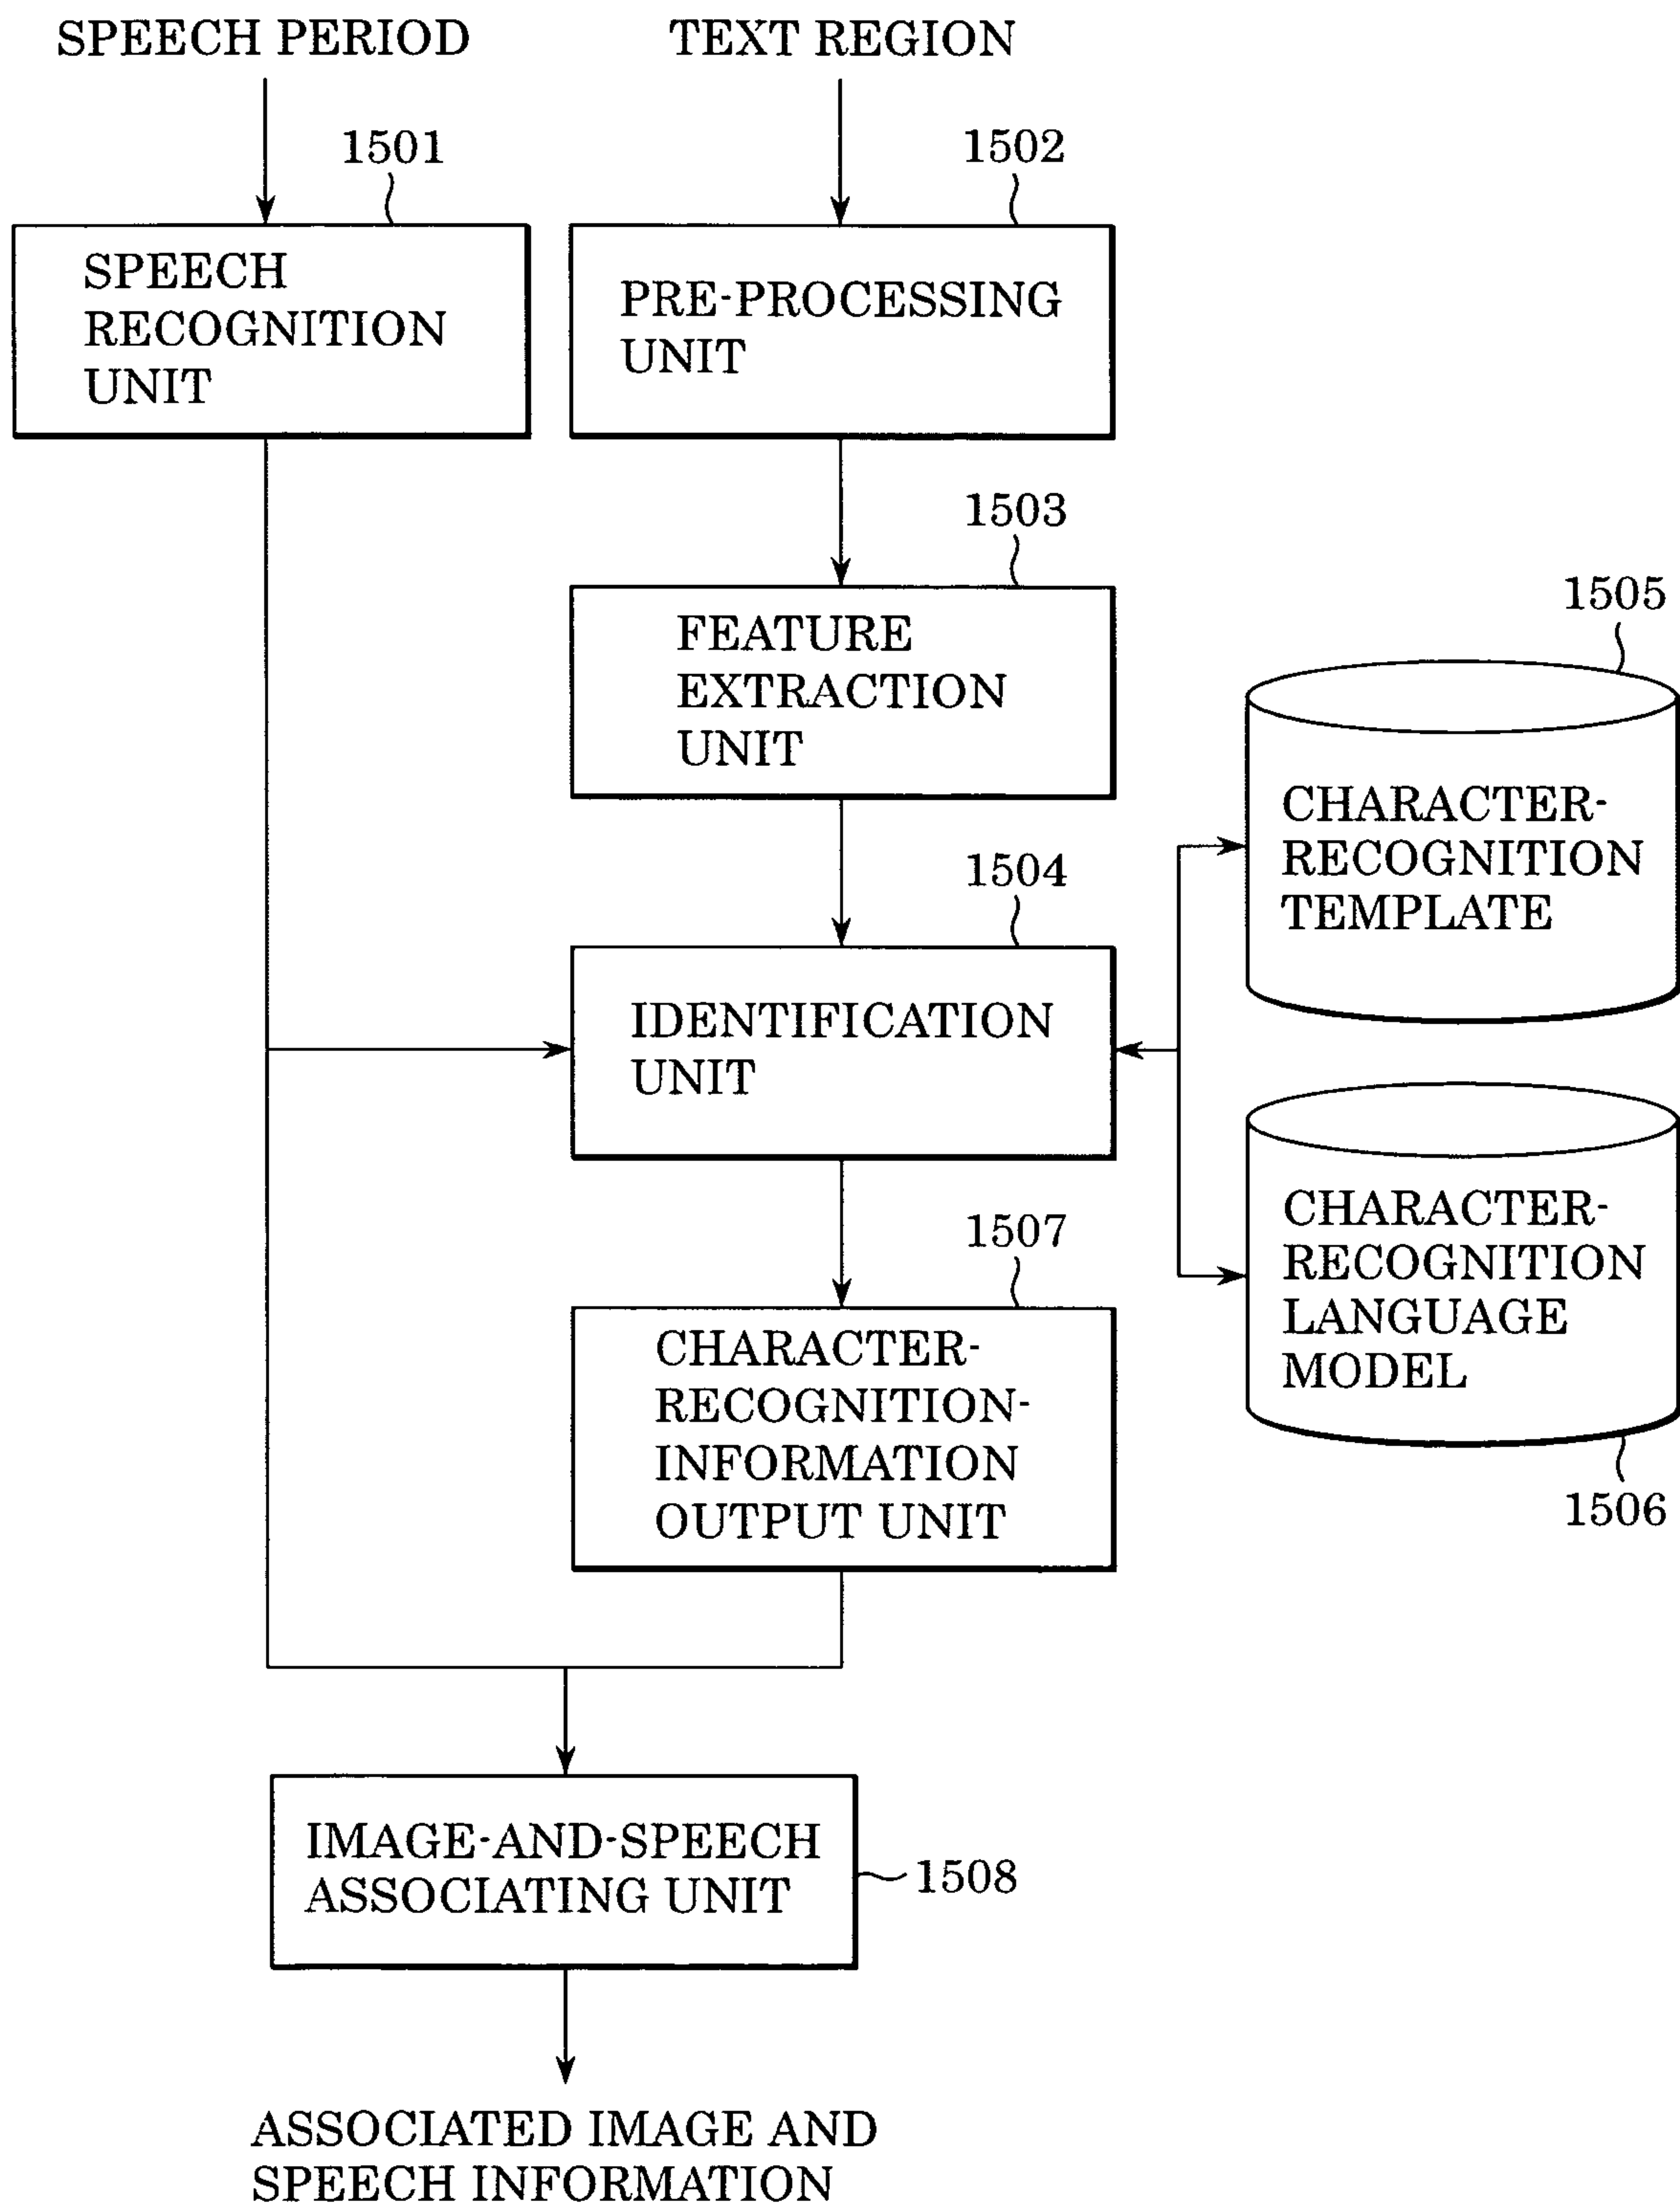 SPEECH PERIOD
TEXT REGION
1501
1502
SPEECH
RECOGNITION
UNIT
PRE-PROCESSING
UNIT
1503
FEATURE
EXTRACTION
UNIT
1505
CHARACTER-
RECOGNITION
TEMPLATE
1504
IDENTIFICATION
UNIT
CHARACTER-
RECOGNITION
LANGUAGE
MODEL
1506
1507
CHARACTER-
RECOGNITION-
INFORMATION
OUTPUT UNIT
IMAGE-AND-SPEECH
ASSOCIATING UNIT
1508
ASSOCIATED IMAGE AND
SPEECH INFORMATION